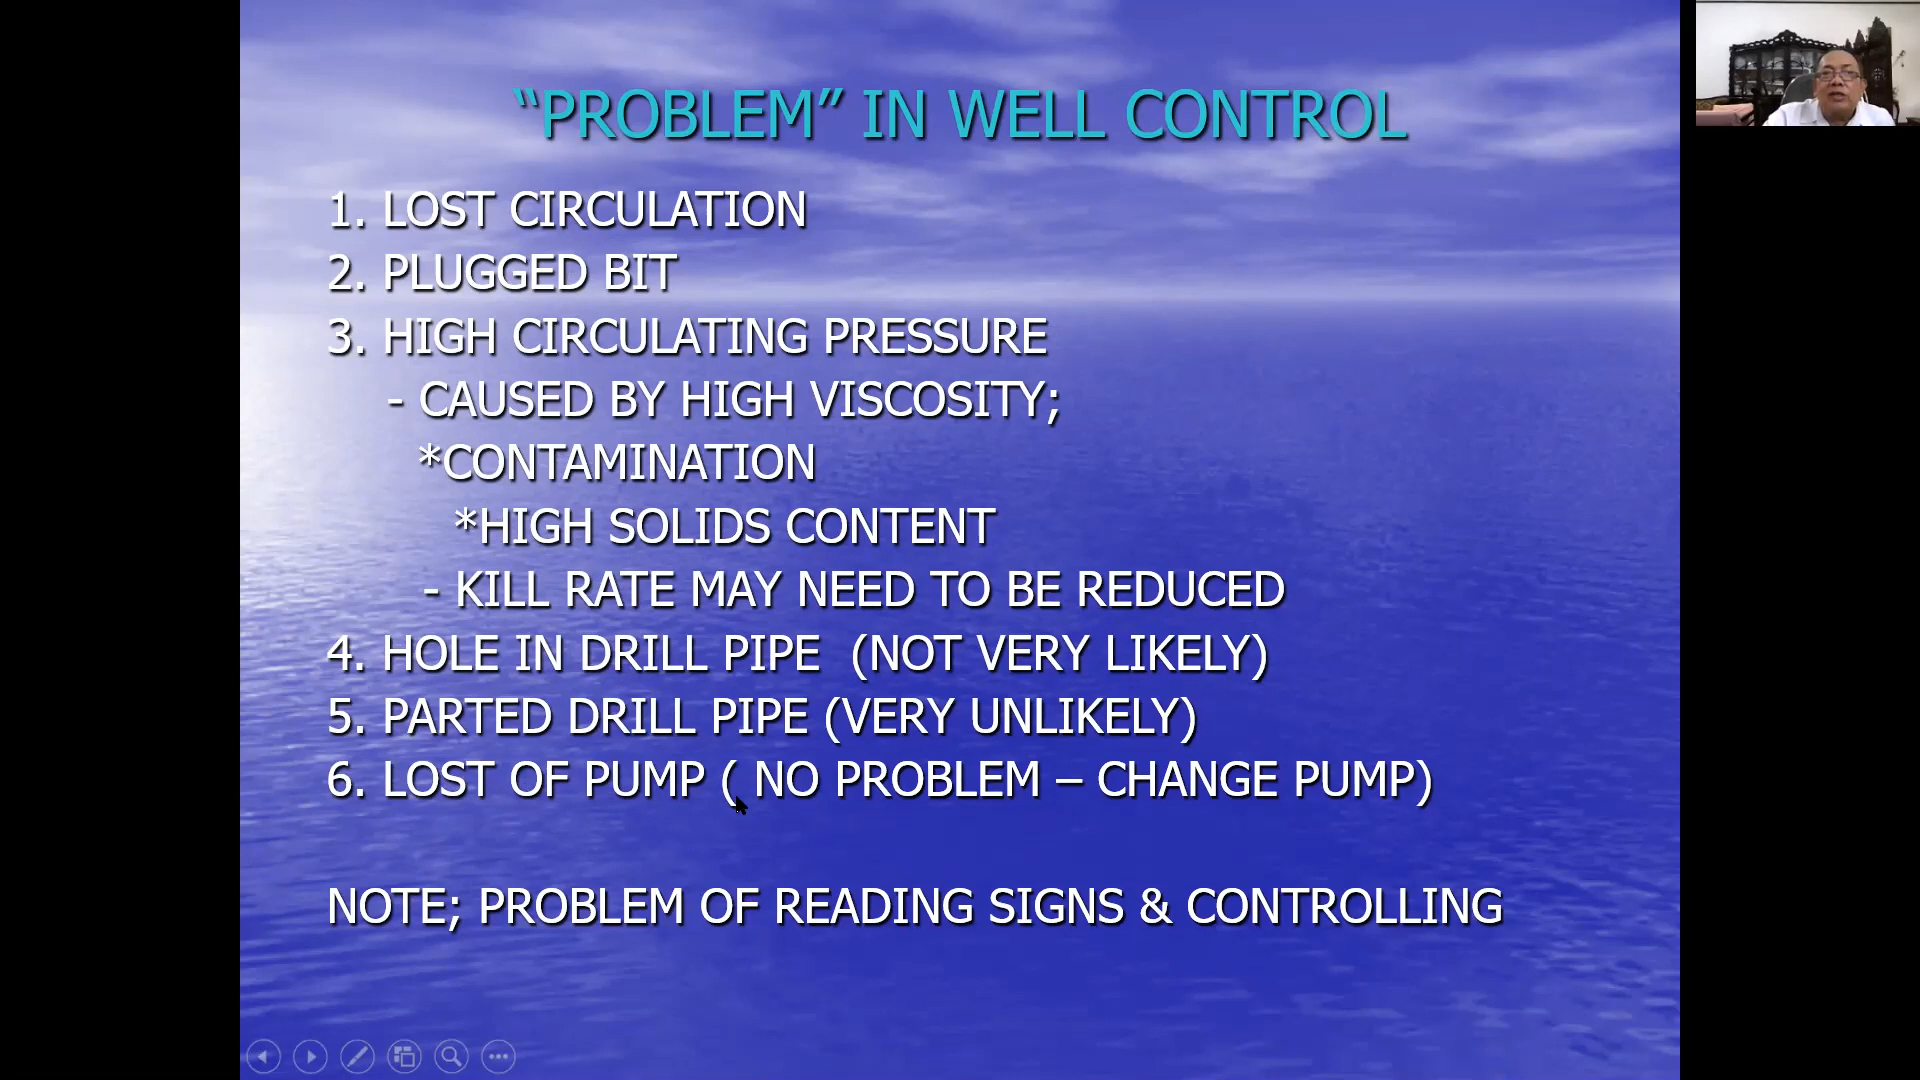 “PROBLEM” IN WELL CONTROL
1. LOST CIRCULATION
2. PLUGGED BIT
3. HIGH CIRCULATING PRESSURE
- CAUSED BY HIGH VISCOSITY;
*CONTAMINATION
*HIGH SOLIDS CONTENT
- KILL RATE MAY NEED TO BE REDUCED
4. HOLE IN DRILL PIPE (NOT VERY LIKELY)
5. PARTED DRILL PIPE (VERY UNLIKELY)
6. LOST OF PUMP ( NO PROBLEM – CHANGE PUMP)
NOTE; PROBLEM OF READING SIGNS & CONTROLLING